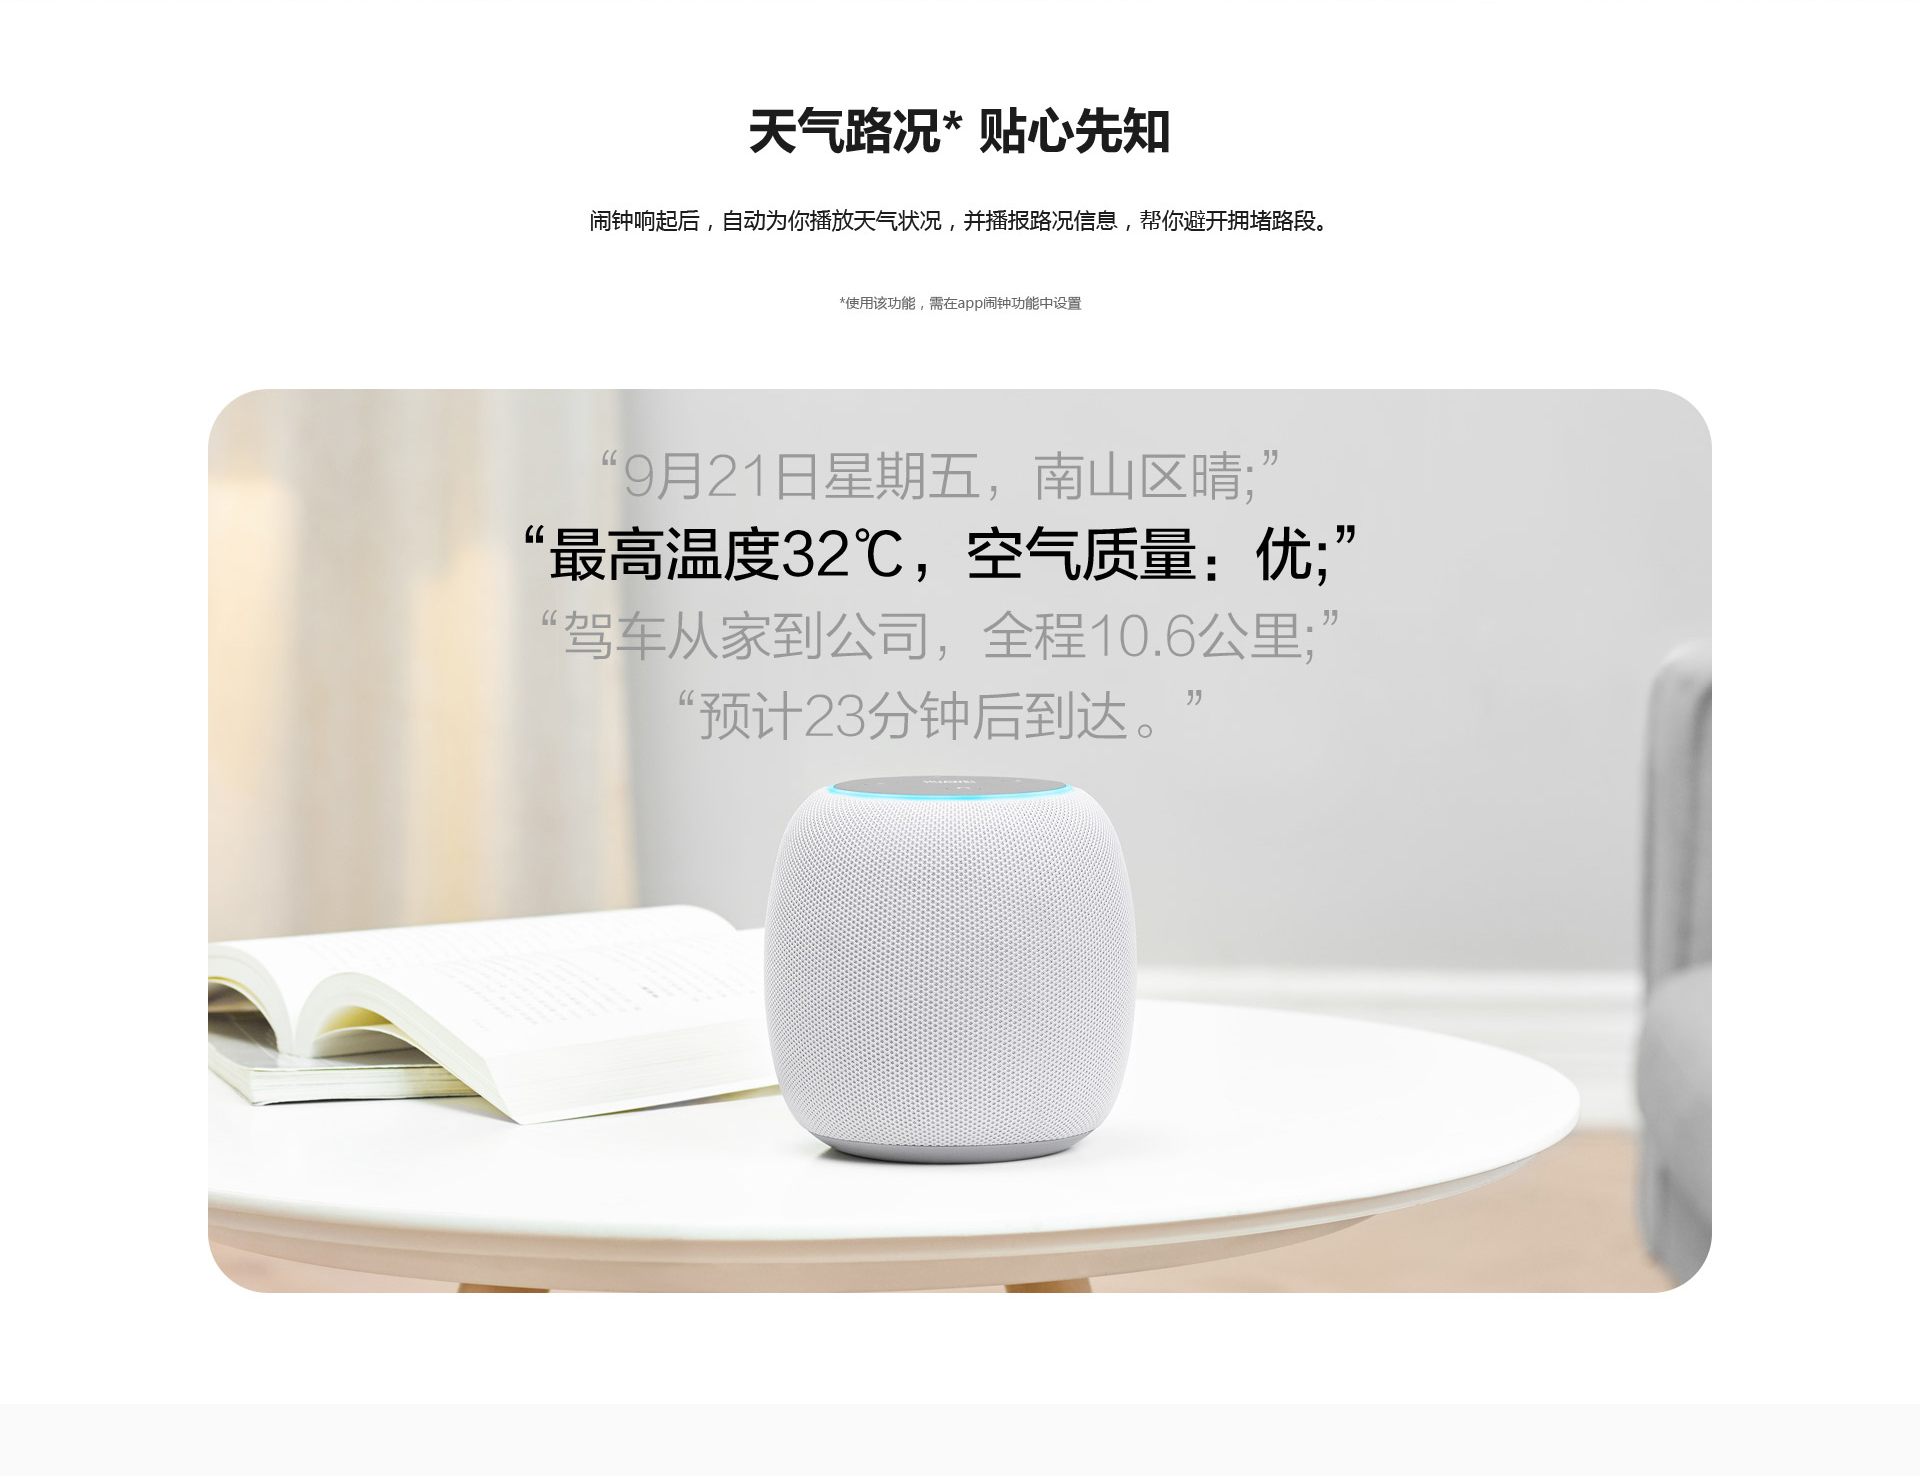 天气路况* 贴心先知
闹钟响起后，自动为你播放天气状况，并播报路况信息，帮你避开拥堵路段。
*使用该功能，需在app闹钟功能中设置
“9月21日星期五，南山区晴;”
“最高温度32℃，空气质量：优;”
“驾车从家到公司，全程10.6公里;”
“预计23分钟后到达。”